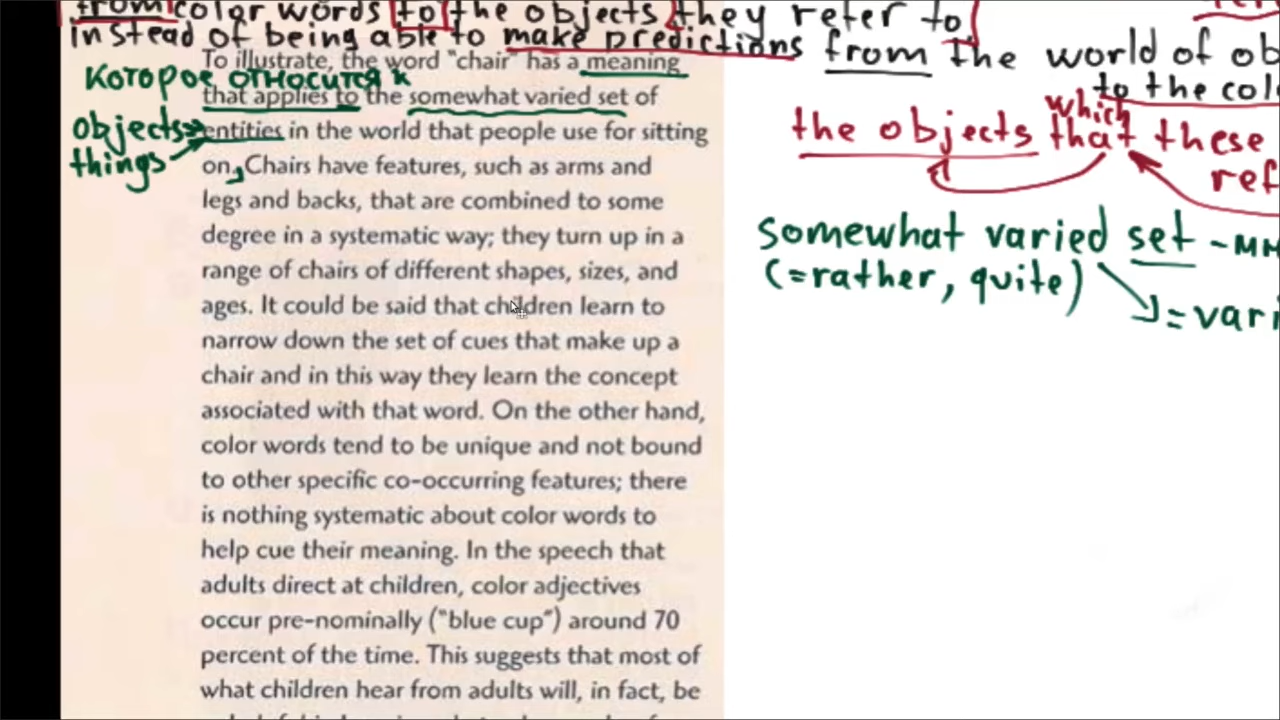 from color words to the objects they refer to
instead of being able to make predictions from the world of ob
to the colo
To illustrate, the word "chair" has a meaning
которое относится к
that applies to the somewhat varied set of
objects
entities in the world that people use for sitting
things
on, Chairs have features, such as arms and
legs and backs, that are combined to some
degree in a systematic way; they turn up in a
range of chairs of different shapes, sizes, and
ages. It could be said that children learn to
narrow down the set of cues that make up a
chair and in this way they learn the concept
associated with that word. On the other hand,
color words tend to be unique and not bound
to other specific co-occurring features; there
is nothing systematic about color words to
help cue their meaning. In the speech that
adults direct at children, color adjectives
occur pre-nominally ("blue cup") around 70
percent of the time. This suggests that most of
what children hear from adults will, in fact, be
which
the objects that these
ref
somewhat varied set - мн
(=rather, quite)
= vari